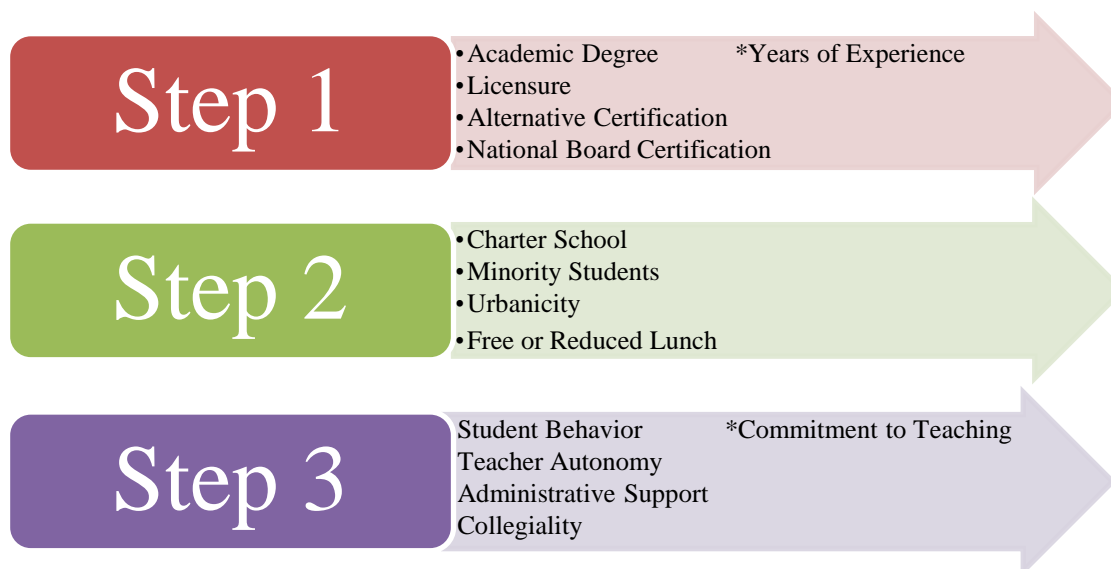 Step 1
•Academic Degree *Years of Experience
•Licensure
•Alternative Certification
•National Board Certification
Step 2
•Charter School
•Minority Students
•Urbanicity
•Free or Reduced Lunch
Step 3
Student Behavior *Commitment to Teaching
Teacher Autonomy
Administrative Support
Collegiality